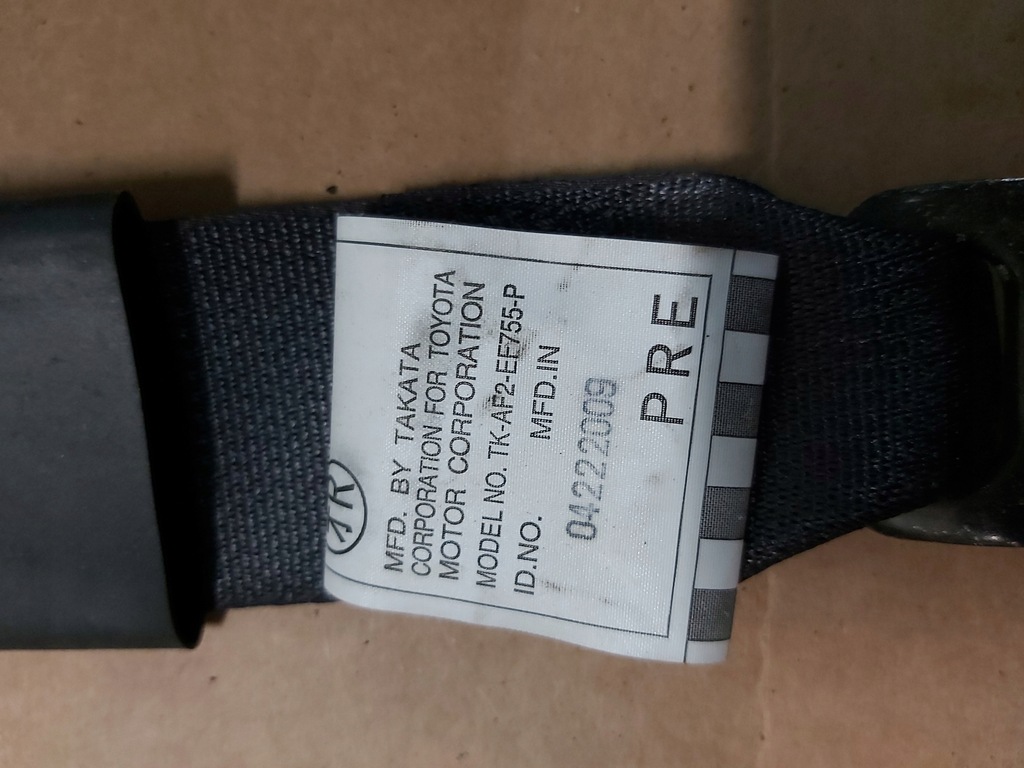 MFD. BY TAKATA
CORPORATION FOR TOYOTA
MOTOR CORPORATION
MODEL NO. TK-AF2-EE755-P
ID.NO. MFD.IN
04222009
PRE